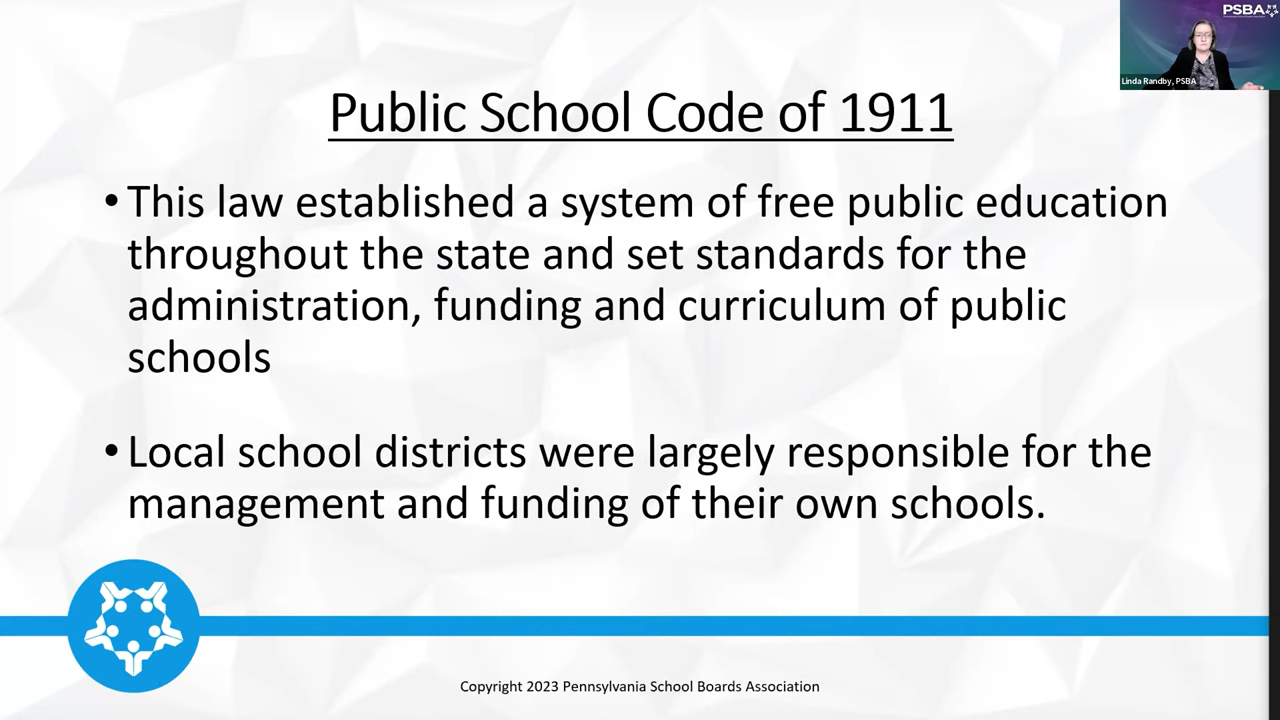 PSBA
Linda Randby, PSBA
Public School Code of 1911
• This law established a system of free public education
throughout the state and set standards for the
administration, funding and curriculum of public
schools
• Local school districts were largely responsible for the
management and funding of their own schools.
Copyright 2023 Pennsylvania School Boards Association